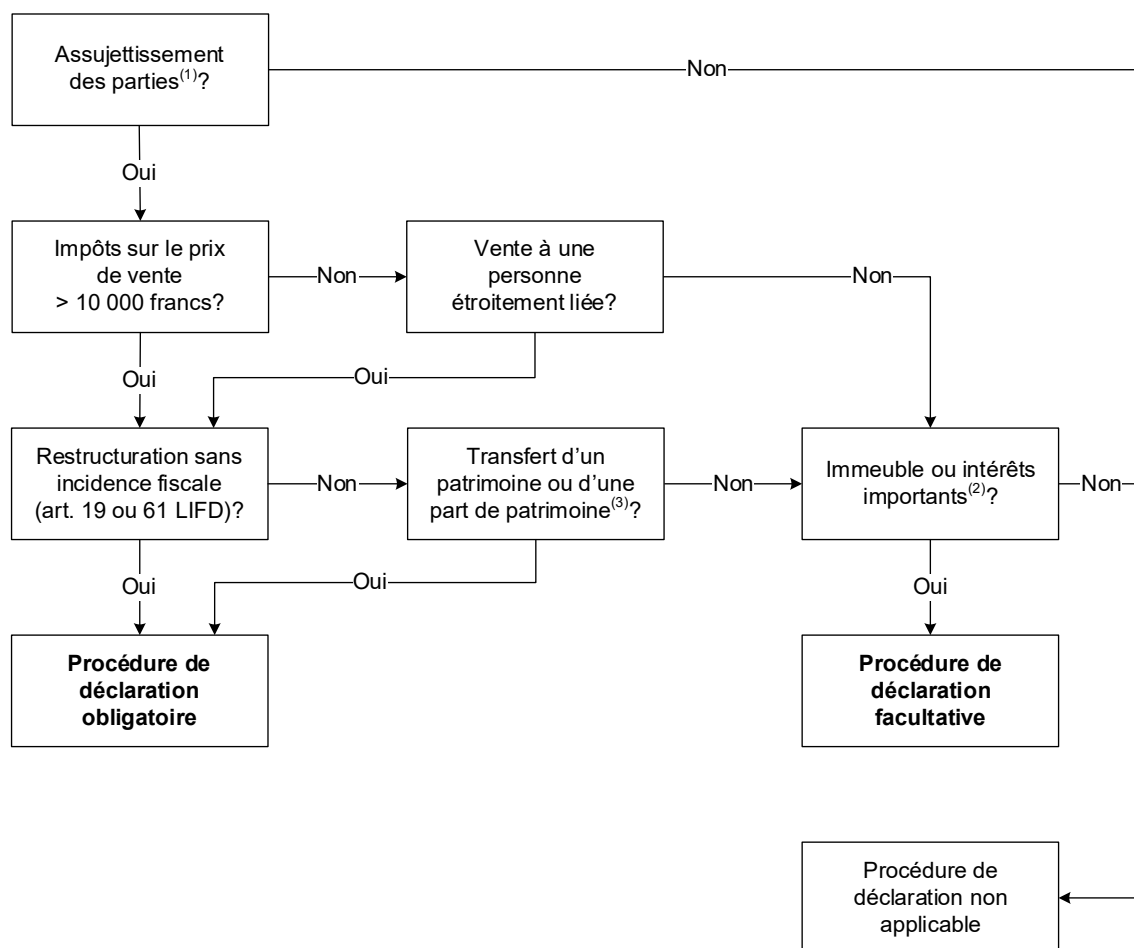 Assujettissement
des parties(1)?
Non
Oui
Impôts sur le prix
de vente
> 10 000 francs?
Non
Vente à une
personne
étroitement liée?
Non
Oui
Oui
Restructuration sans
incidence fiscale
(art. 19 ou 61 LIFD)?
Non
Transfert d’un
patrimoine ou d’une
part de patrimoine(3)?
Non
Immeuble ou intérêts
importants(2)?
Non
Oui
Oui
Oui
Procédure de
déclaration
obligatoire
Procédure de
déclaration
facultative
Procédure de
déclaration non
applicable